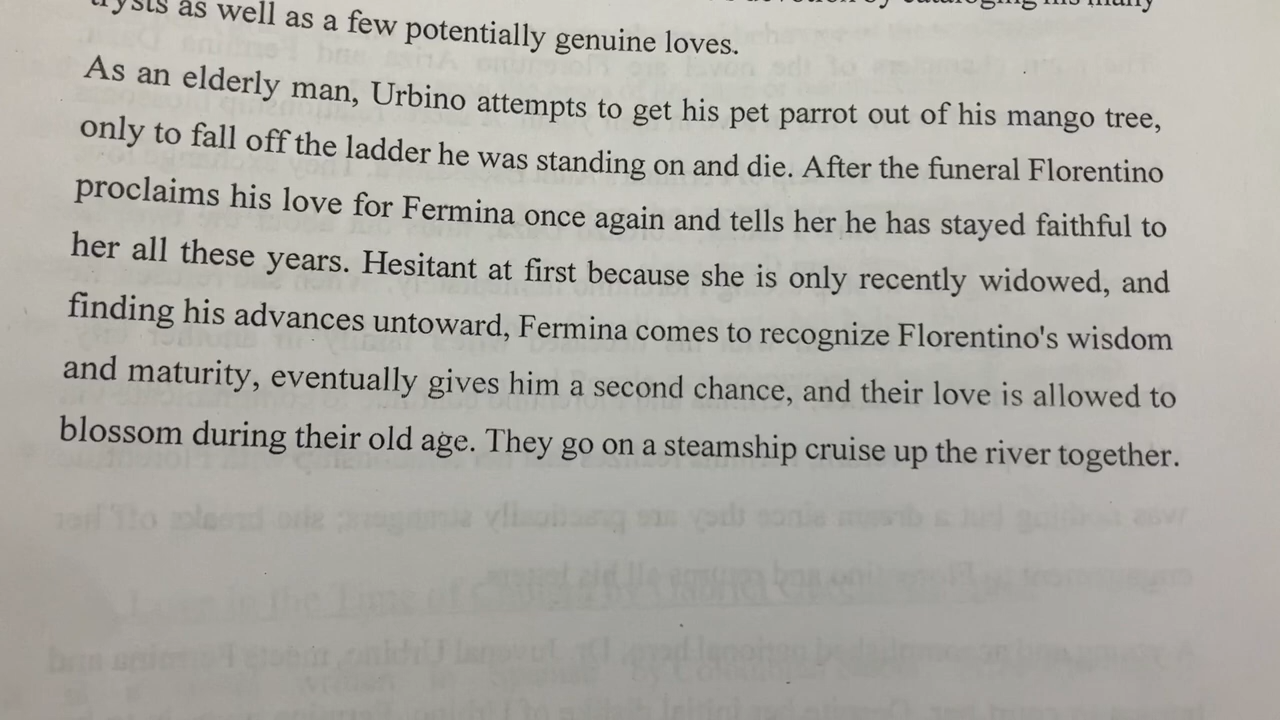 trysts as well as a few potentially genuine loves.
As an elderly man, Urbino attempts to get his pet parrot out of his mango tree,
only to fall off the ladder he was standing on and die. After the funeral Florentino
proclaims his love for Fermina once again and tells her he has stayed faithful to
her all these years. Hesitant at first because she is only recently widowed, and
finding his advances untoward, Fermina comes to recognize Florentino's wisdom
and maturity, eventually gives him a second chance, and their love is allowed to
blossom during their old age. They go on a steamship cruise up the river together.